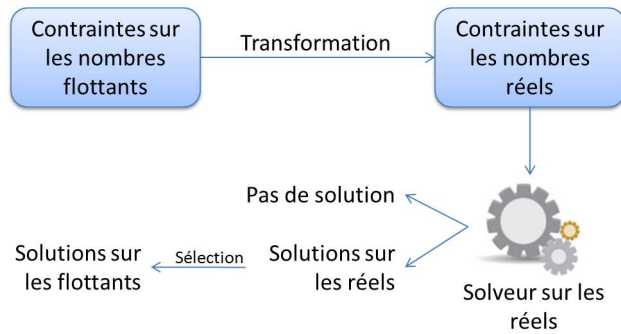 Contraintes sur
les nombres
flottants
Transformation
Contraintes sur
les nombres
réels
Pas de solution
Solutions sur
les flottants
Sélection
Solutions sur
les réels
Solveur sur les
réels